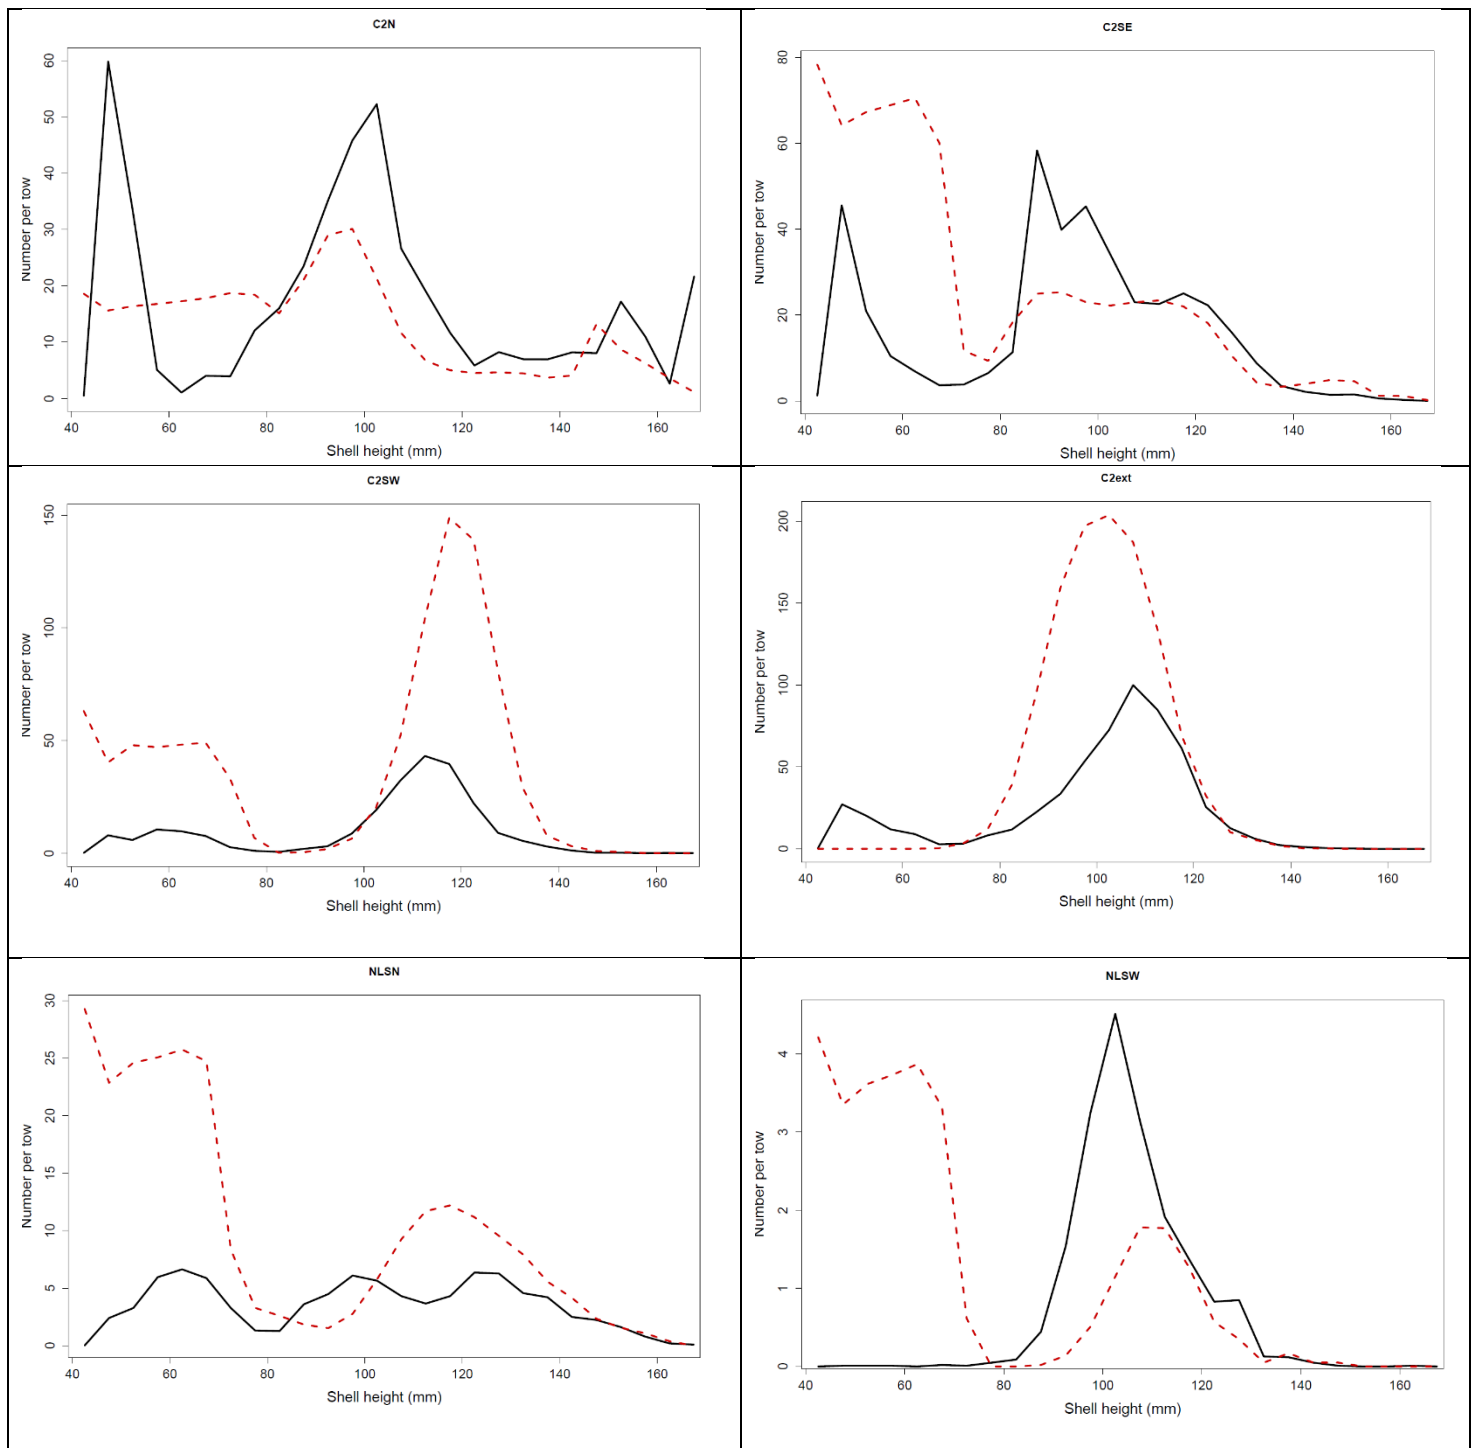 C2N
60
50
40
30
20
10
0
Number per tow
40 60 80 100 120 140 160
Shell height (mm)
C2SE
80
60
40
20
0
Number per tow
40 60 80 100 120 140 160
Shell height (mm)
C2SW
150
100
50
0
Number per tow
40 60 80 100 120 140 160
Shell height (mm)
C2ext
200
150
100
50
0
Number per tow
40 60 80 100 120 140 160
Shell height (mm)
NLSN
30
25
20
15
10
5
0
Number per tow
40 60 80 100 120 140 160
Shell height (mm)
NLSW
4
3
2
1
0
Number per tow
40 60 80 100 120 140 160
Shell height (mm)